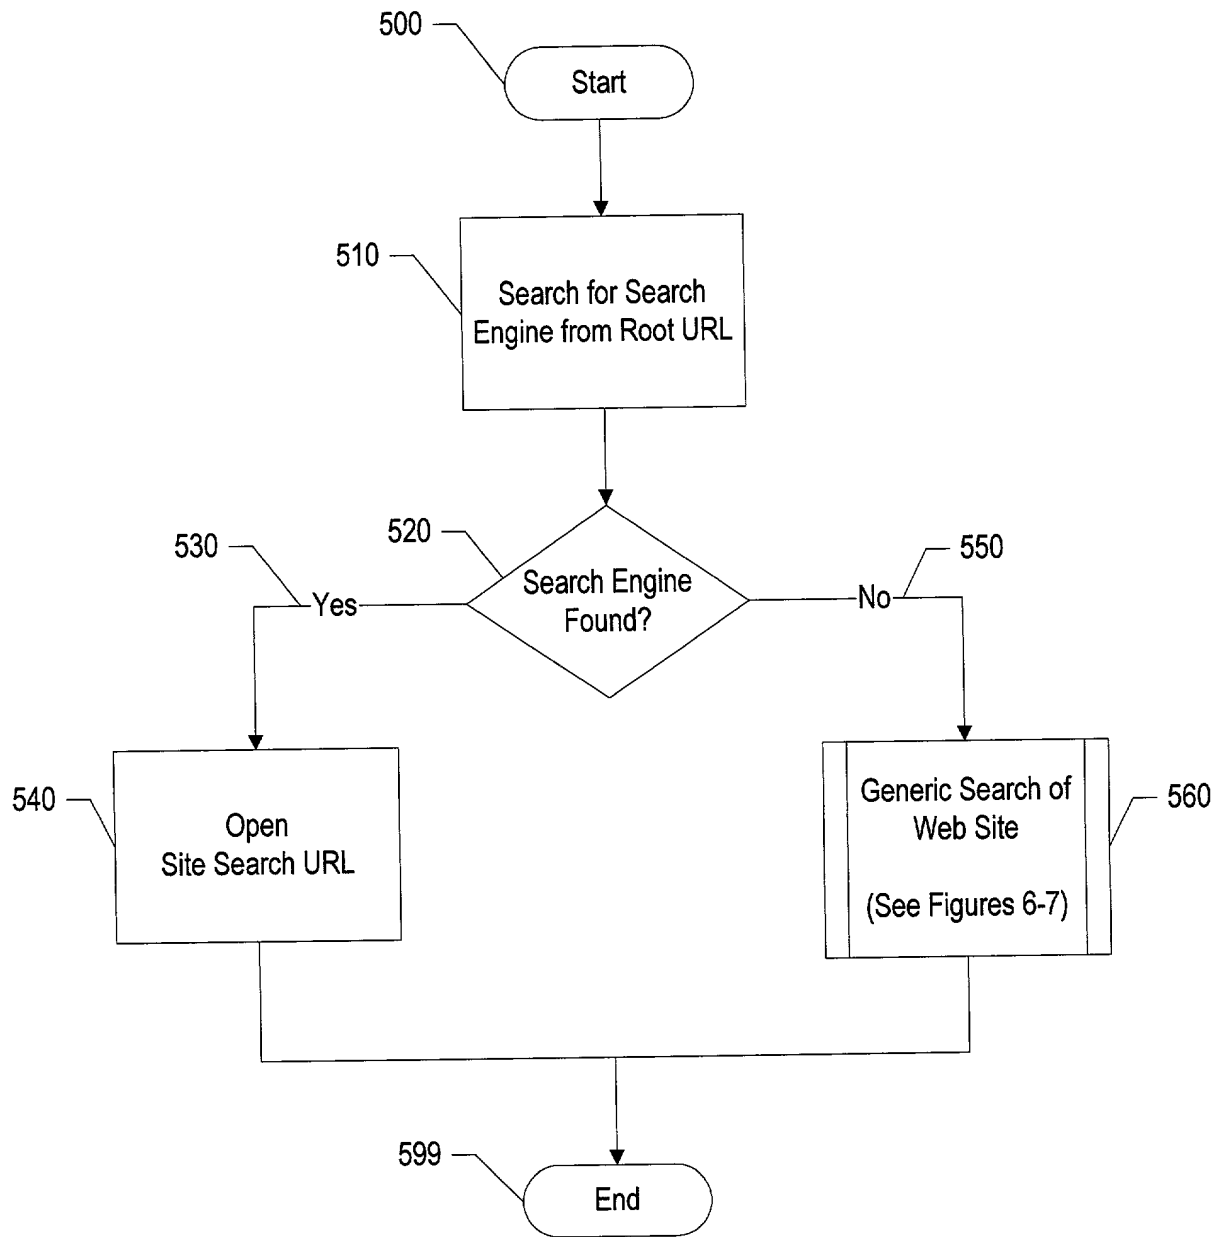 500
Start
510
Search for Search
Engine from Root URL
520
530
550
Search Engine
Found?
Yes
No
540
Open
Site Search URL
560
Generic Search of
Web Site
(See Figures 6-7)
599
End